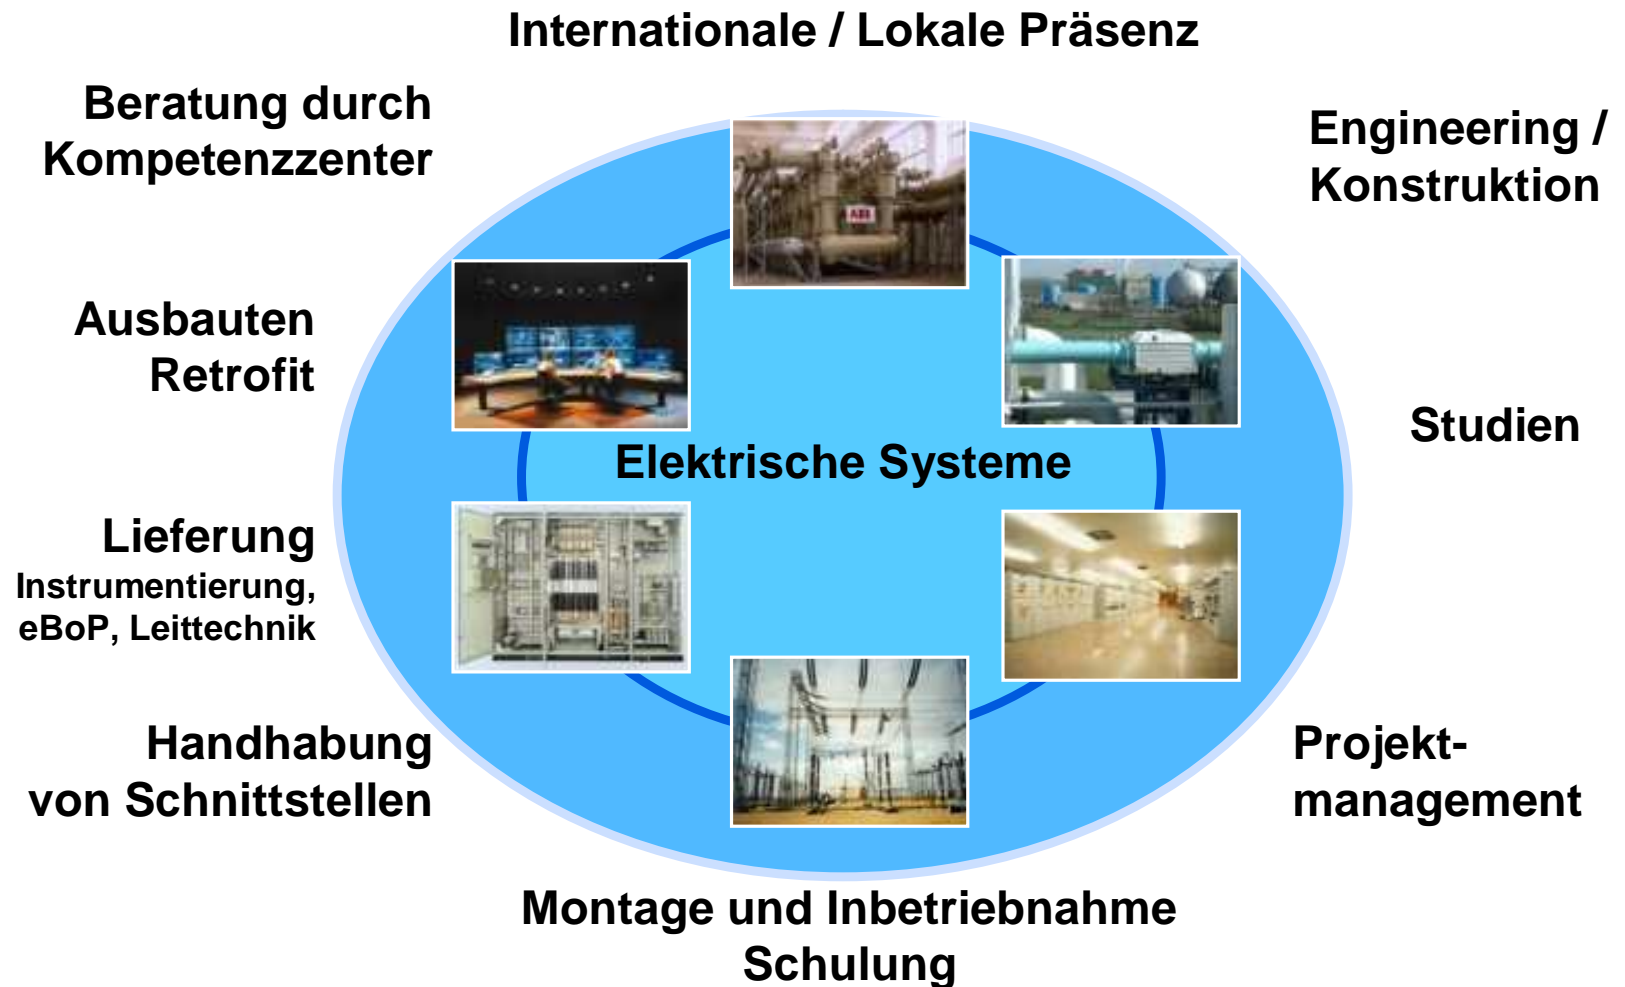 Internationale / Lokale Präsenz
Beratung durch
Kompetenzzenter
Engineering /
Konstruktion
ABB
Ausbauten
Retrofit
Studien
Elektrische Systeme
Lieferung
Instrumentierung,
eBoP, Leittechnik
Handhabung
von Schnittstellen
Projekt-
management
Montage und Inbetriebnahme
Schulung